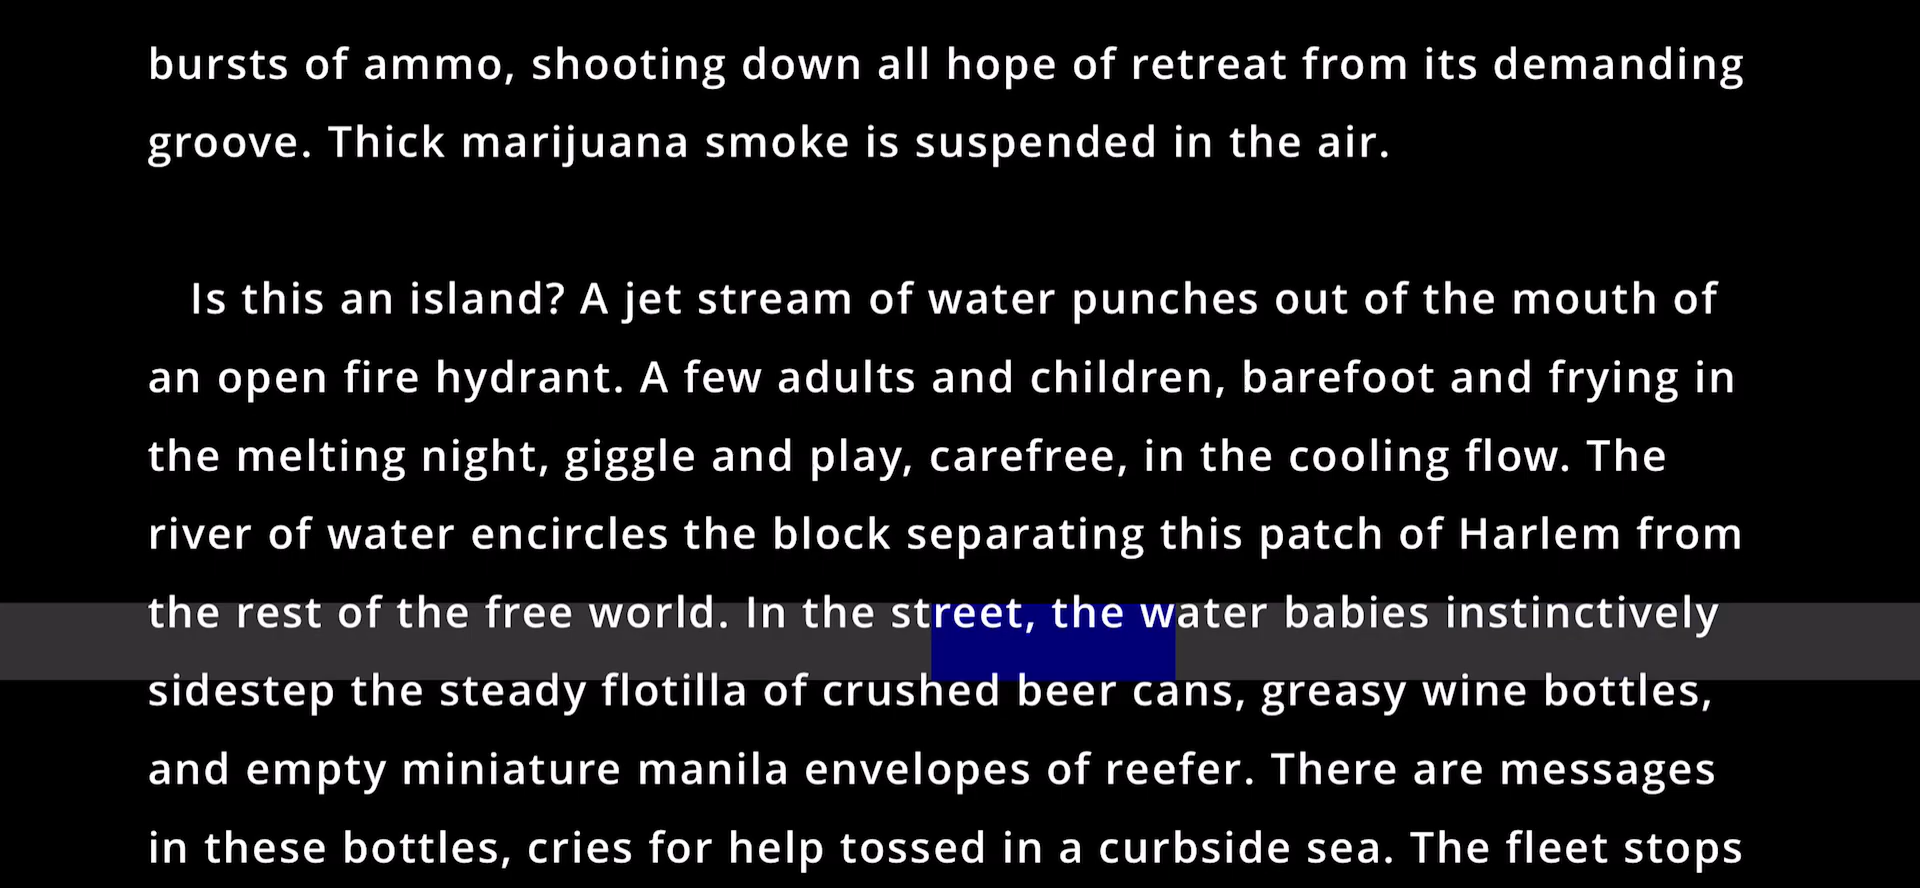 bursts of ammo, shooting down all hope of retreat from its demanding
groove. Thick marijuana smoke is suspended in the air.
Is this an island? A jet stream of water punches out of the mouth of
an open fire hydrant. A few adults and children, barefoot and frying in
the melting night, giggle and play, carefree, in the cooling flow. The
river of water encircles the block separating this patch of Harlem from
the rest of the free world. In the street, the water babies instinctively
sidestep the steady flotilla of crushed beer cans, greasy wine bottles,
and empty miniature manila envelopes of reefer. There are messages
in these bottles, cries for help tossed in a curbside sea. The fleet stops